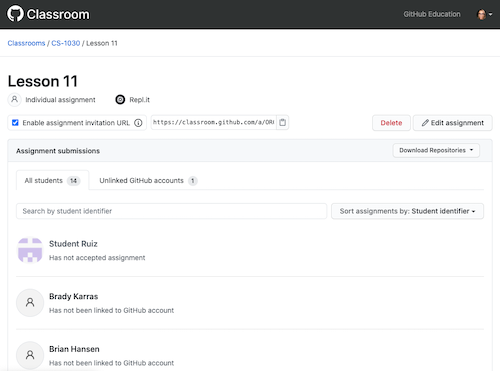 Classroom
GitHub Education
Classrooms / CS-1030 / Lesson 11
Lesson 11
Individual assignment Repl.it
Enable assignment invitation URL https://classroom.github.com/a/OR Delete Edit assignment
Assignment submissions Download Repositories
All students 14 Unlinked GitHub accounts 1
Search by student identifier Sort assignments by: Student identifier
Student Ruiz
Has not accepted assignment
Brady Karras
Has not been linked to GitHub account
Brian Hansen
Has not been linked to GitHub account